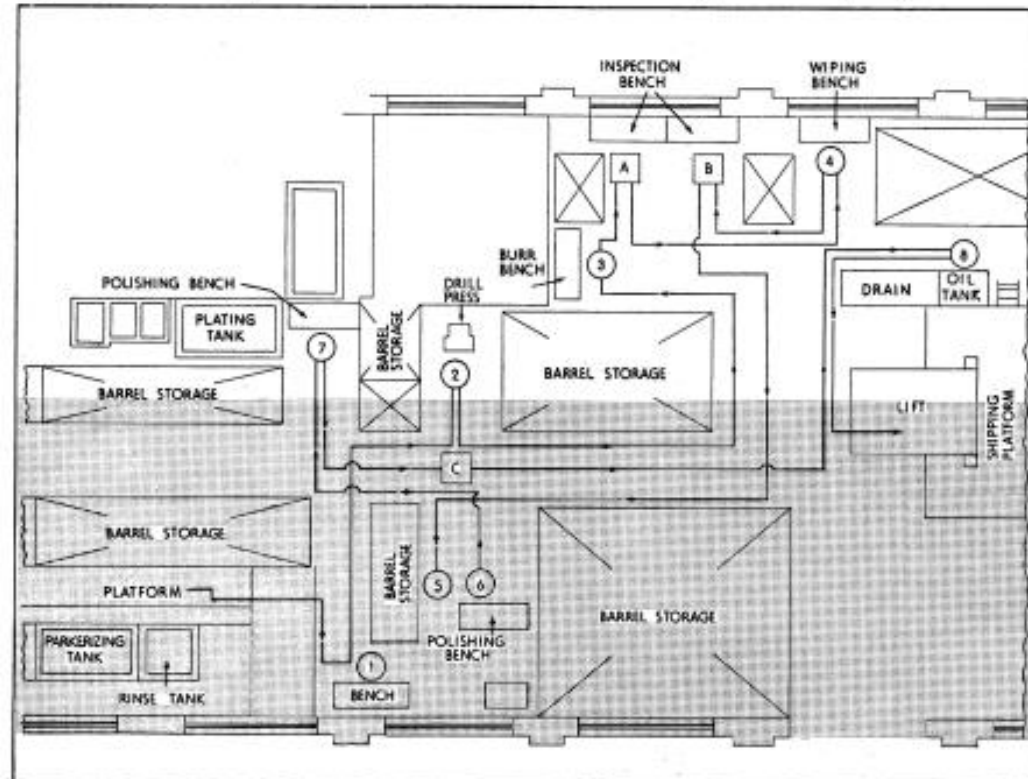 INSPECTION
BENCH
WIPING
BENCH
A
B
4
BURR
BENCH
3
8
POLISHING BENCH
DRILL
PRESS
DRAIN
OIL
TANK
PLATING
TANK
BARREL
STORAGE
7
2
BARREL STORAGE
BARREL STORAGE
LIFT
SHIPPING
PLATFORM
C
BARREL STORAGE
BARREL
STORAGE
5
6
PLATFORM
BARREL STORAGE
PARKERIZING
TANK
POLISHING
BENCH
1
RINSE TANK
BENCH